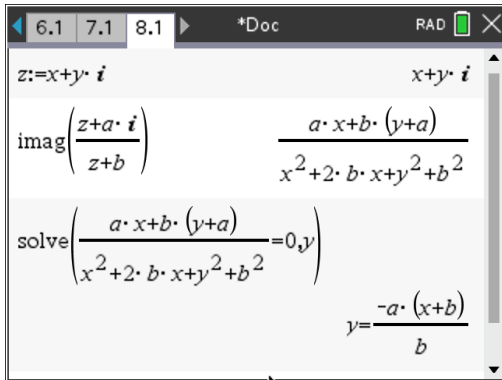 6.1 7.1 8.1 *Doc RAD
z:=x+y· i
x+y· i
imag((z+a· i)/(z+b))
(a· x+b· (y+a))/(x^2+2· b· x+y^2+b^2)
solve((a· x+b· (y+a))/(x^2+2· b· x+y^2+b^2)=0,y)
y=(-a· (x+b))/b